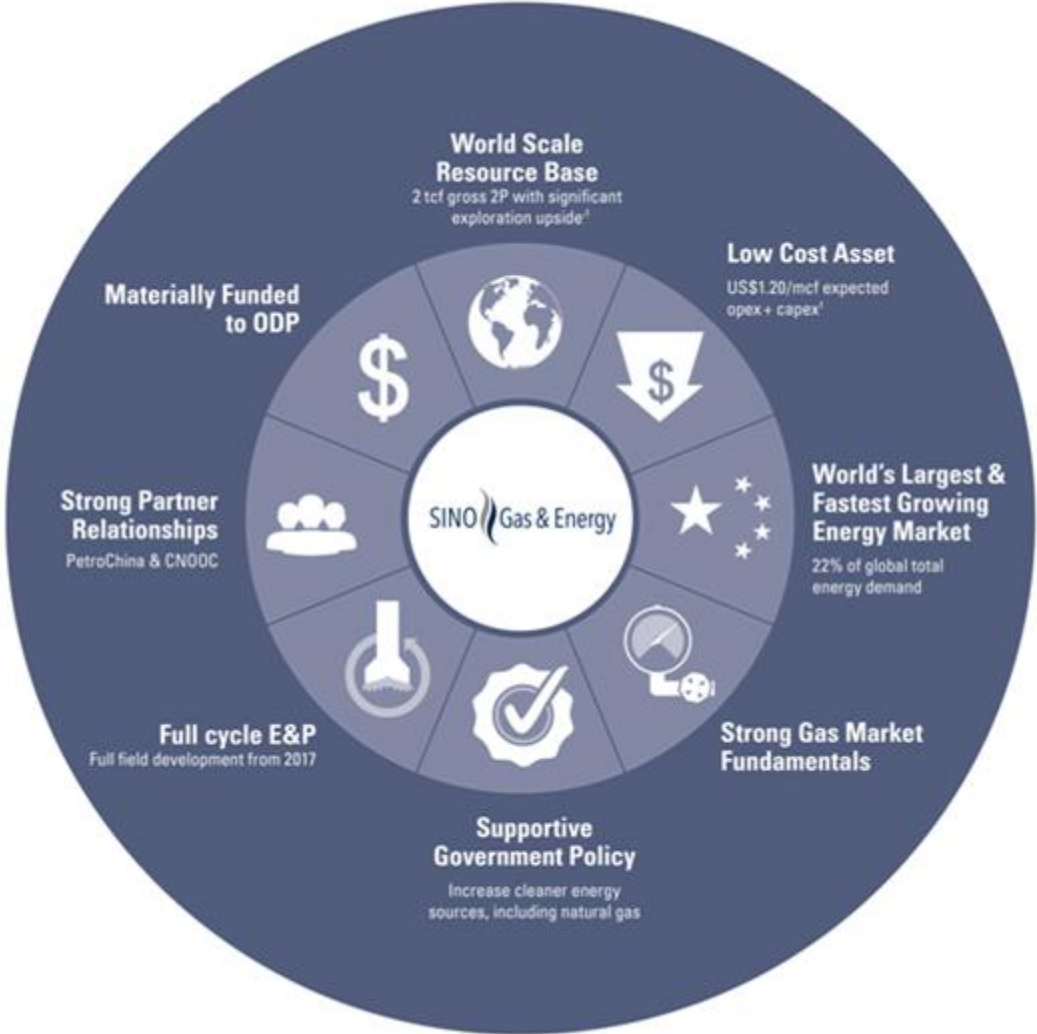 World Scale
Resource Base
2 tcf gross 2P with significant
exploration upside¹
Low Cost Asset
US$1.20/mcf expected
opex + capex¹
World's Largest &
Fastest Growing
Energy Market
22% of global total
energy demand
Strong Gas Market
Fundamentals
Supportive
Government Policy
Increase cleaner energy
sources, including natural gas
Full cycle E&P
Full field development from 2017
Strong Partner
Relationships
PetroChina & CNOOC
Materially Funded
to ODP
$
$
SINO Gas & Energy